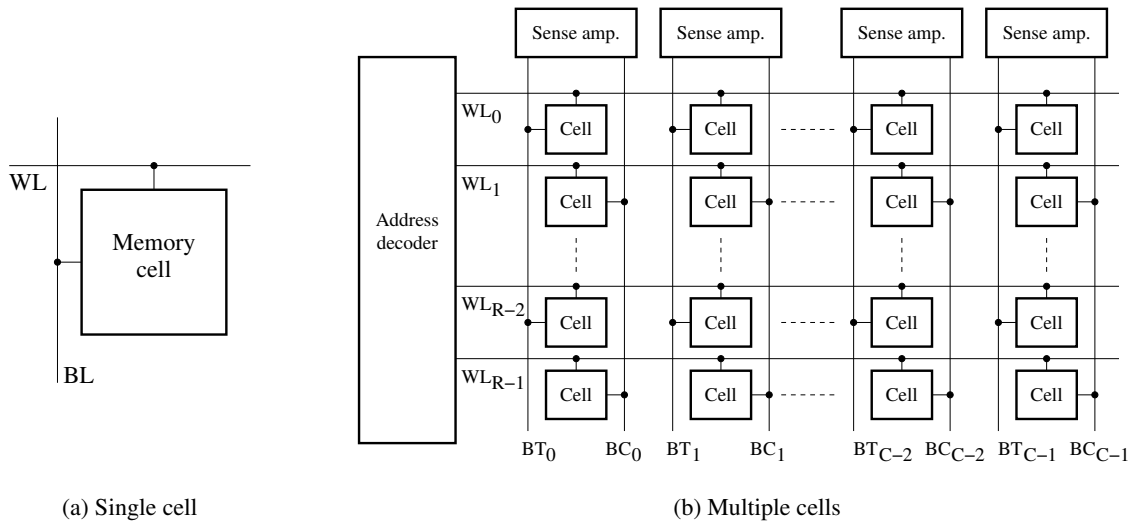 WL
Memory
cell
BL
(a) Single cell
Sense amp. Sense amp. Sense amp. Sense amp.
Address
decoder
WL0
Cell Cell Cell Cell
WL1
Cell Cell Cell Cell
WLR−2
Cell Cell Cell Cell
WLR−1
Cell Cell Cell Cell
BT0 BC0 BT1 BC1 BTC−2 BCC−2 BTC−1 BCC−1
(b) Multiple cells